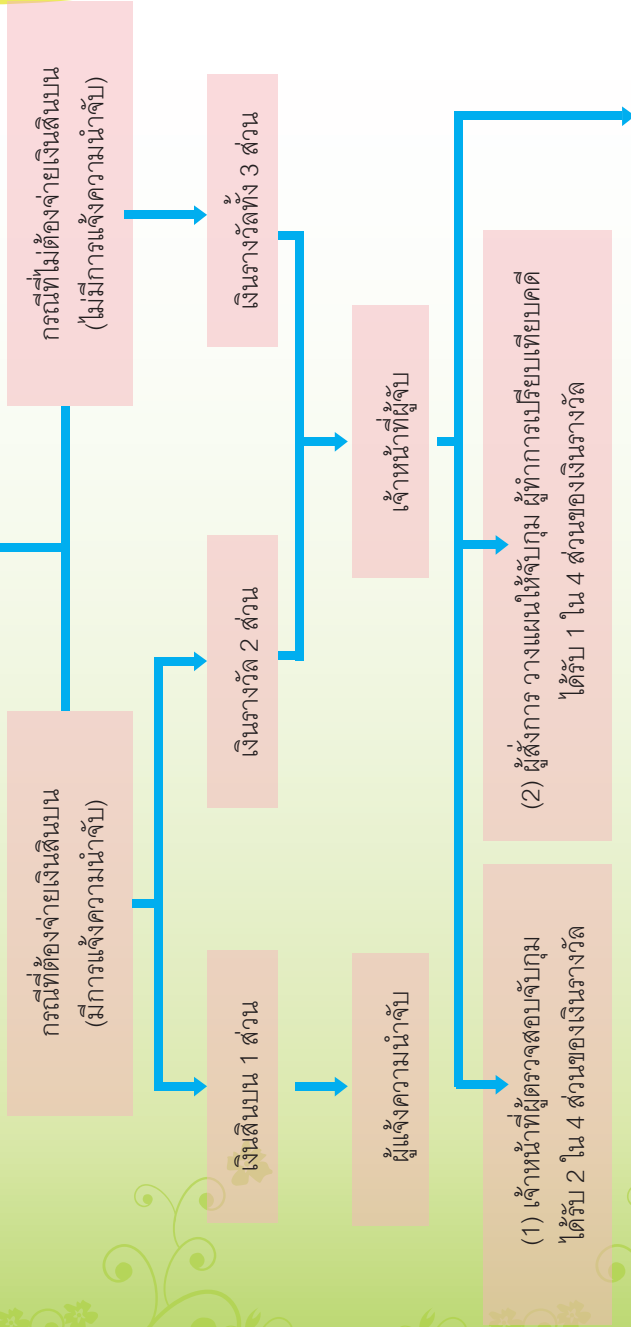 กรณีที่ต้องจ่ายเงินสินบน
(มีการแจ้งความนำจับ)
กรณีที่ไม่ต้องจ่ายเงินสินบน
(ไม่มีการแจ้งความนำจับ)
เงินสินบน 1 ส่วน
เงินรางวัล 2 ส่วน
เงินรางวัลทั้ง 3 ส่วน
ผู้แจ้งความนำจับ
เจ้าหน้าที่ผู้จับ
(1) เจ้าหน้าที่ผู้ตรวจสอบจับกุม
ได้รับ 2 ใน 4 ส่วนของเงินรางวัล
(2) ผู้สั่งการ วางแผนให้จับกุม ผู้ทำการเปรียบเทียบคดี
ได้รับ 1 ใน 4 ส่วนของเงินรางวัล